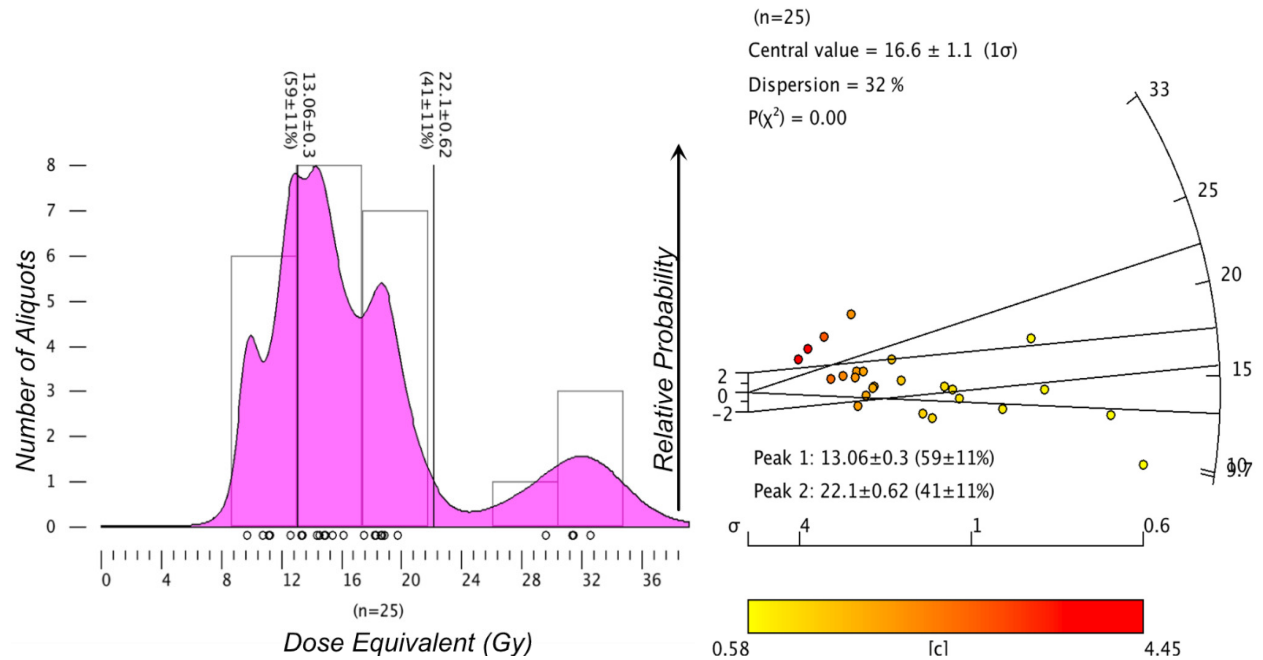 13.06±0.3
(59±11%)
22.1±0.62
(41±11%)
8
7
6
5
4
3
2
1
0
Number of Aliquots
Relative Probability
0 4 8 12 16 20 24 28 32 36
(n=25)
Dose Equivalent (Gy)
(n=25)
Central value = 16.6 ± 1.1 (1σ)
Dispersion = 32 %
P(χ²) = 0.00
33
25
20
15
10
9.7
2
0
-2
Peak 1: 13.06±0.3 (59±11%)
Peak 2: 22.1±0.62 (41±11%)
σ 4 1 0.6
0.58 [c] 4.45